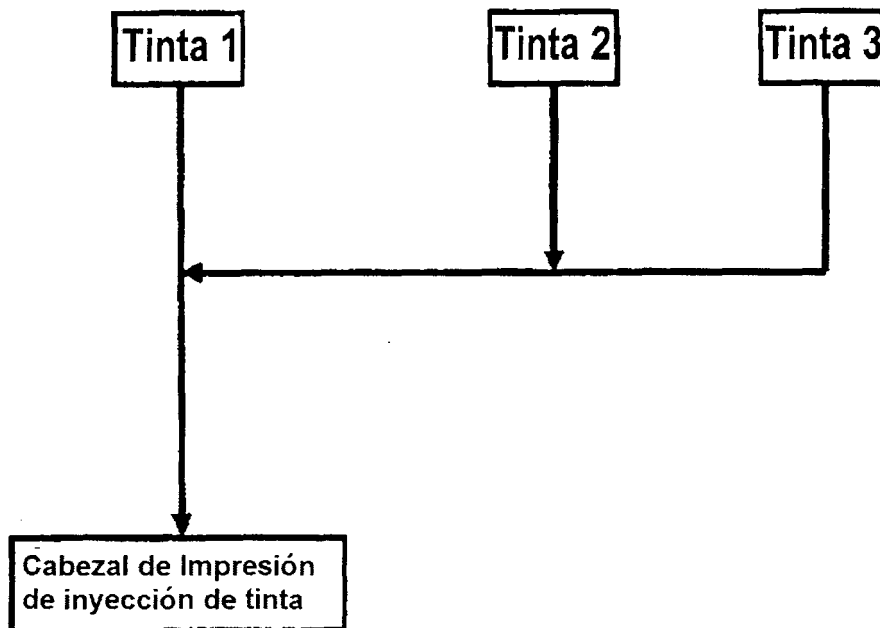 Tinta 1
Tinta 2
Tinta 3
Cabezal de Impresión
de inyección de tinta